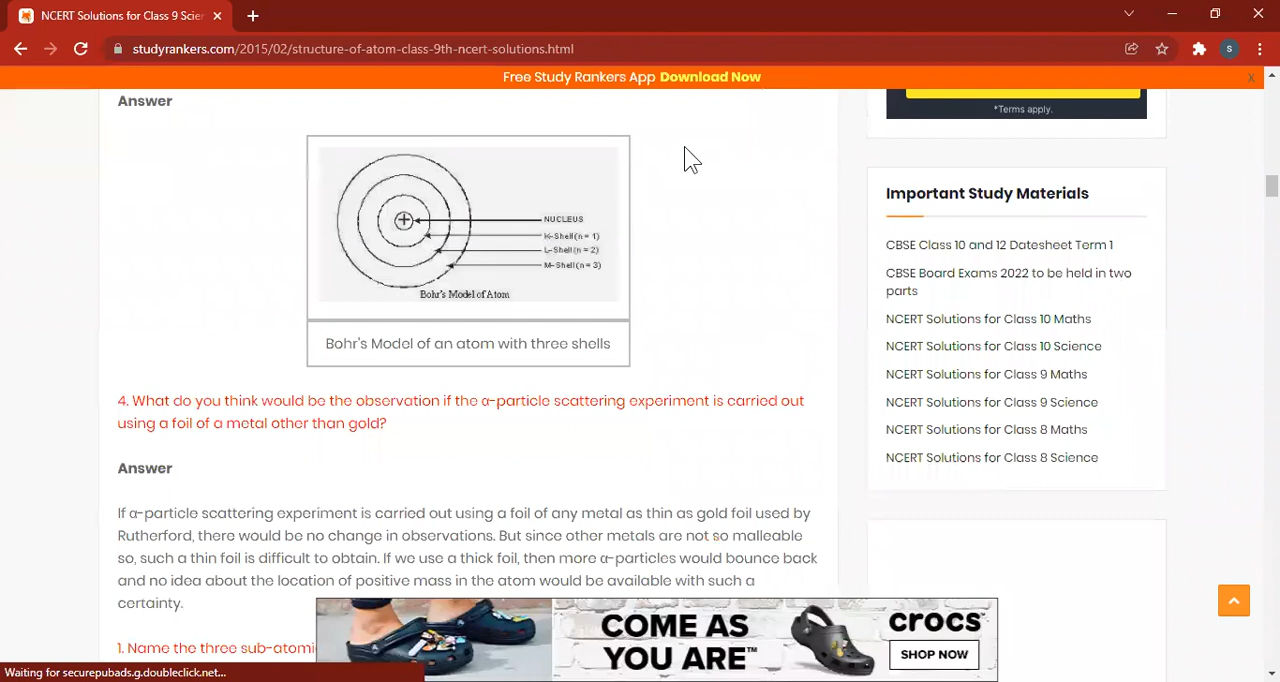 NCERT Solutions for Class 9 Scien
studyrankers.com/2015/02/structure-of-atom-class-9th-ncert-solutions.html
S
Free Study Rankers App Download Now
X
Answer
NUCLEUS
K-Shell(n = 1)
L-Shell(n = 2)
M-Shell(n = 3)
Bohr's Model of Atom
Bohr's Model of an atom with three shells
4. What do you think would be the observation if the α-particle scattering experiment is carried out
using a foil of a metal other than gold?
Answer
If α-particle scattering experiment is carried out using a foil of any metal as thin as gold foil used by
Rutherford, there would be no change in observations. But since other metals are not so malleable
so, such a thin foil is difficult to obtain. If we use a thick foil, then more α-particles would bounce back
and no idea about the location of positive mass in the atom would be available with such a
certainty.
1. Name the three sub-atomi
*Terms apply.
Important Study Materials
CBSE Class 10 and 12 Datesheet Term 1
CBSE Board Exams 2022 to be held in two
parts
NCERT Solutions for Class 10 Maths
NCERT Solutions for Class 10 Science
NCERT Solutions for Class 9 Maths
NCERT Solutions for Class 9 Science
NCERT Solutions for Class 8 Maths
NCERT Solutions for Class 8 Science
COME AS
YOU ARE™
crocs™
SHOP NOW
Waiting for securepubads.g.doubleclick.net...